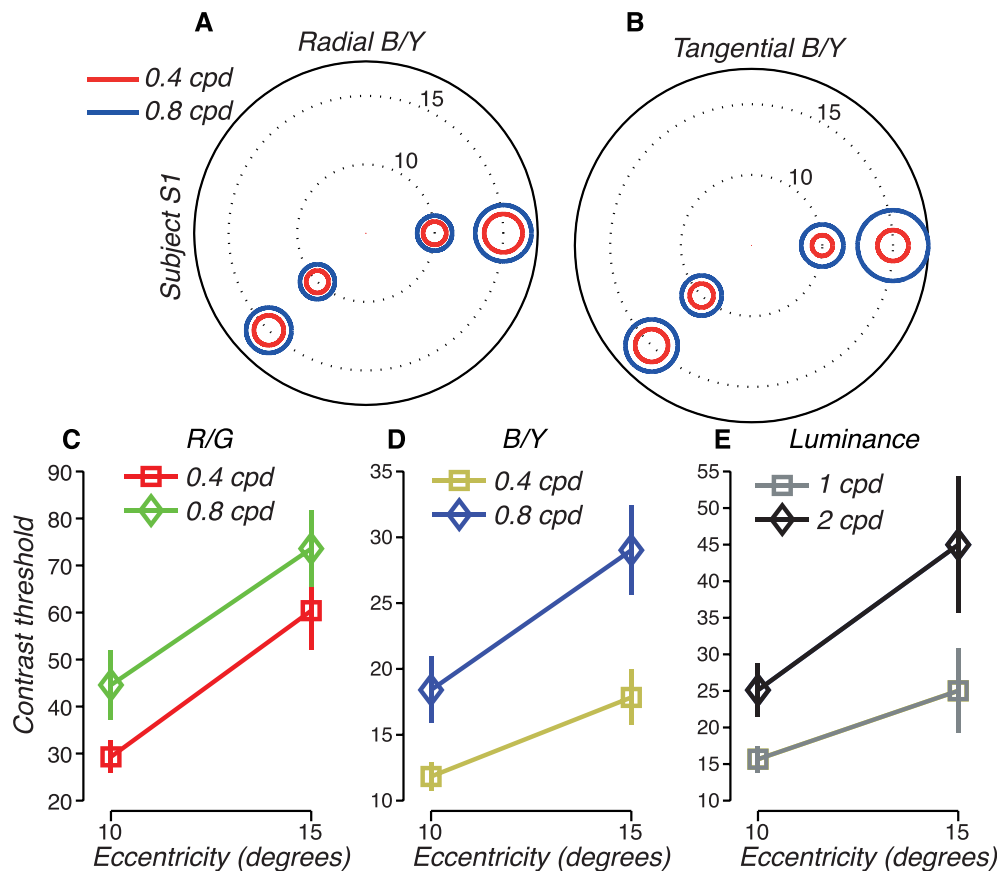 A
Radial B/Y
B
Tangential B/Y
0.4 cpd
0.8 cpd
15
10
15
10
Subject S1
C
R/G
0.4 cpd
0.8 cpd
90
80
70
60
50
40
30
20
Contrast threshold
10
15
Eccentricity (degrees)
D
B/Y
0.4 cpd
0.8 cpd
35
30
25
20
15
10
10
15
Eccentricity (degrees)
E
Luminance
1 cpd
2 cpd
55
50
45
40
35
30
25
20
15
10
10
15
Eccentricity (degrees)